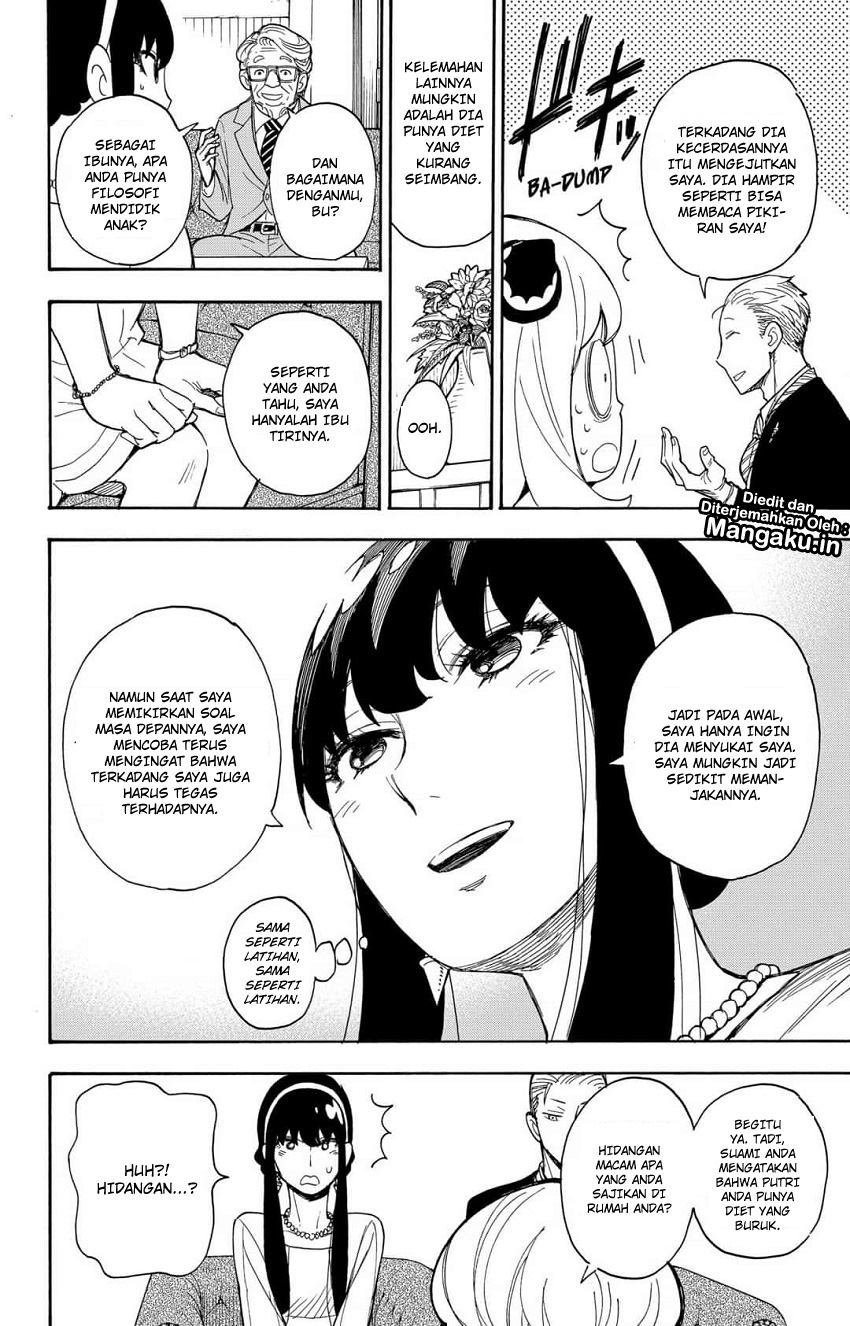 TERKADANG DIA
KECERDASANNYA
ITU MENGEJUTKAN
SAYA. DIA HAMPIR
SEPERTI BISA
MEMBACA PIKI-
RAN SAYA!
ドキ
BA-DUMP
KELEMAHAN
LAINNYA
MUNGKIN
ADALAH DIA
PUNYA DIET
YANG
KURANG
SEIMBANG.
OOH.
DAN
BAGAIMANA
DENGANMU,
BU?
SEBAGAI
IBUNYA, APA
ANDA PUNYA
FILOSOFI
MENDIDIK
ANAK?
SEPERTI
YANG ANDA
TAHU, SAYA
HANYALAH IBU
TIRINYA.
Diedit dan
Diterjemahkan Oleh:
Mangaku.in
JADI PADA AWAL,
SAYA HANYA INGIN
DIA MENYUKAI SAYA.
SAYA MUNGKIN JADI
SEDIKIT MEMAN-
JAKANNYA.
NAMUN SAAT SAYA
MEMIKIRKAN SOAL
MASA DEPANNYA, SAYA
MENCOBA TERUS
MENGINGAT BAHWA
TERKADANG SAYA JUGA
HARUS TEGAS
TERHADAPNYA.
SAMA
SEPERTI
LATIHAN,
SAMA
SEPERTI
LATIHAN.
BEGITU
YA. TADI,
SUAMI ANDA
MENGATAKAN
BAHWA PUTRI
ANDA PUNYA
DIET YANG
BURUK.
HIDANGAN
MACAM APA
YANG ANDA
SAJIKAN DI
RUMAH ANDA?
HUH?!
HIDANGAN...?